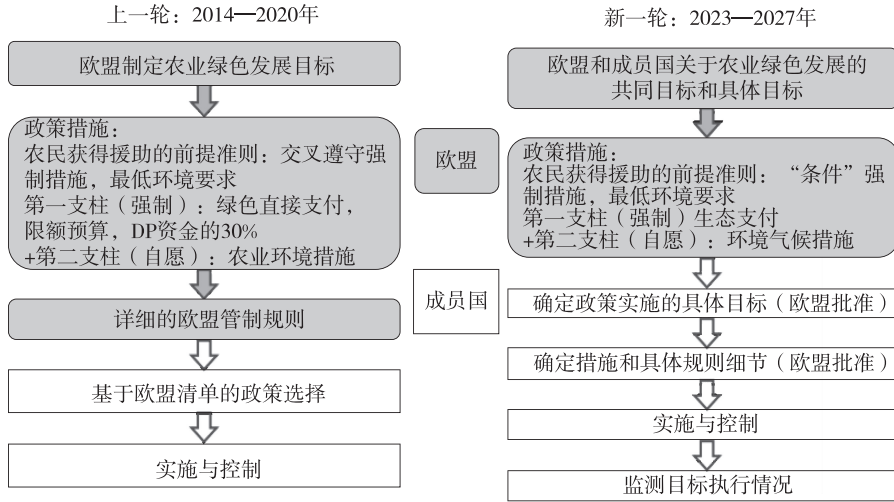 上一轮：2014—2020年
欧盟制定农业绿色发展目标
政策措施：
农民获得援助的前提准则：交叉遵守强
制措施，最低环境要求
第一支柱（强制）：绿色直接支付，
限额预算，DP资金的30%
+第二支柱（自愿）：农业环境措施
详细的欧盟管制规则
基于欧盟清单的政策选择
实施与控制
欧盟
成员国
新一轮：2023—2027年
欧盟和成员国关于农业绿色发展的
共同目标和具体目标
政策措施：
农民获得援助的前提准则：“条件”强
制措施，最低环境要求
第一支柱（强制）生态支付
+第二支柱（自愿）：环境气候措施
确定政策实施的具体目标（欧盟批准）
确定措施和具体规则细节（欧盟批准）
实施与控制
监测目标执行情况